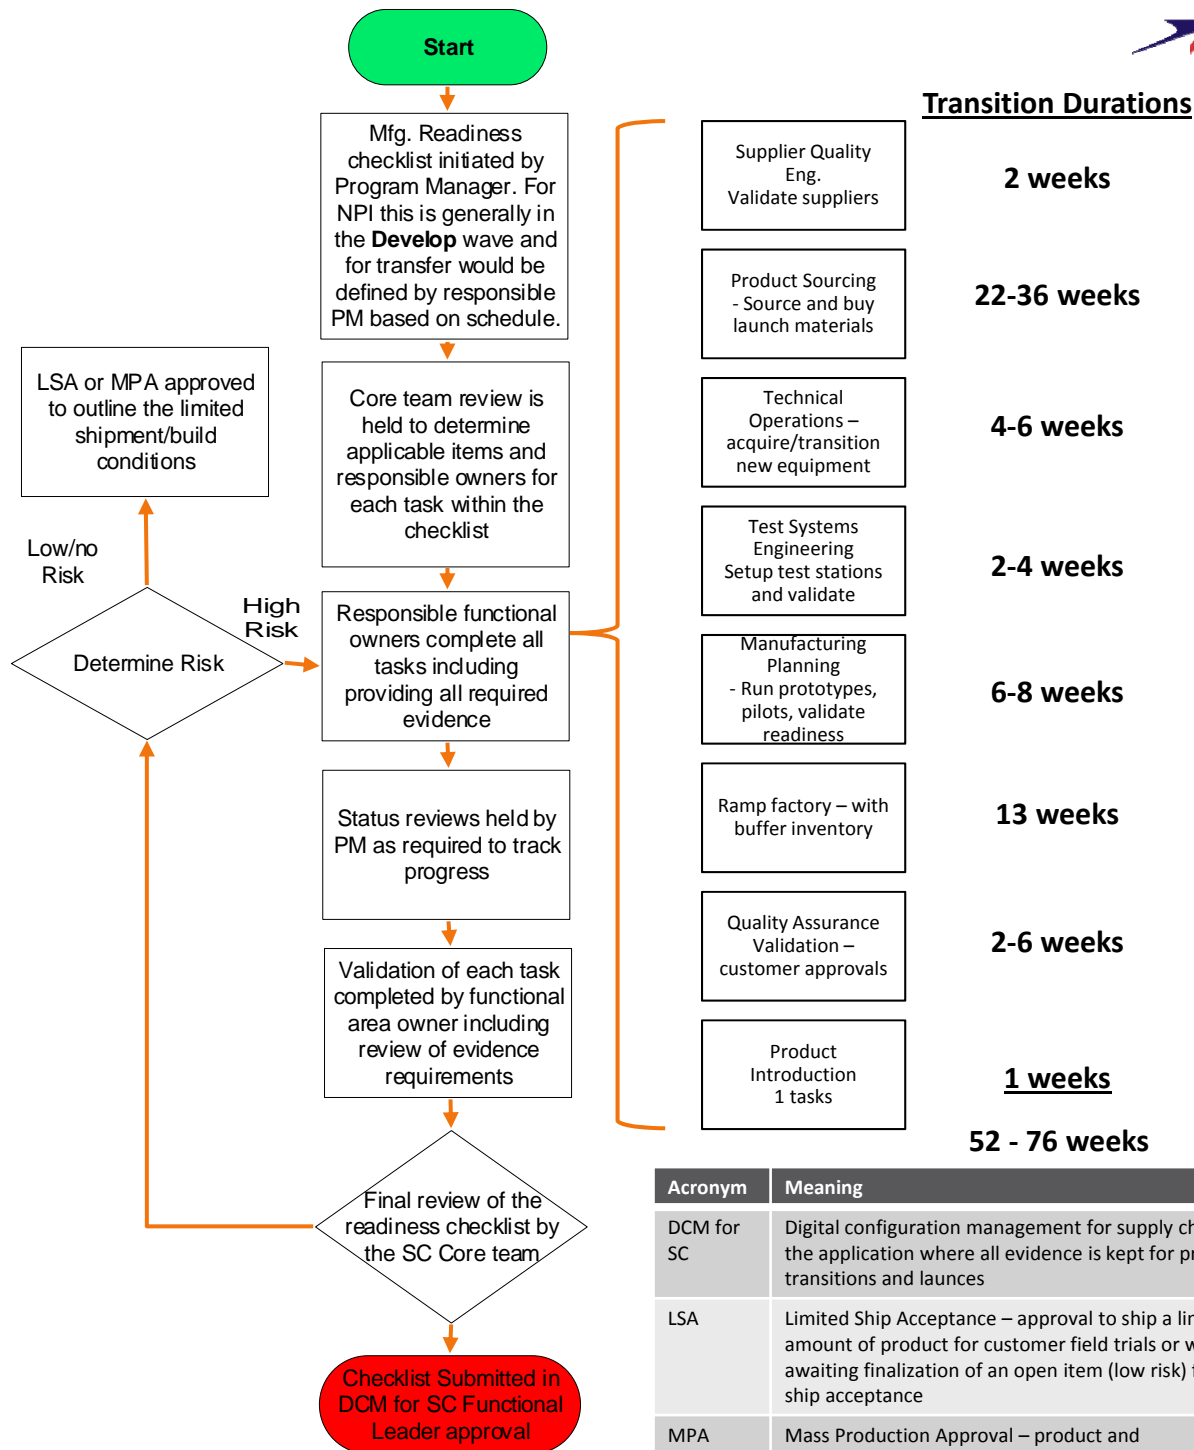 Start
Transition Durations
Mfg. Readiness
checklist initiated by
Program Manager. For
NPI this is generally in
the Develop wave and
for transfer would be
defined by responsible
PM based on schedule.
Core team review is
held to determine
applicable items and
responsible owners for
each task within the
checklist
LSA or MPA approved
to outline the limited
shipment/build
conditions
Low/no
Risk
High
Risk
Determine Risk
Responsible functional
owners complete all
tasks including
providing all required
evidence
Status reviews held by
PM as required to track
progress
Validation of each task
completed by functional
area owner including
review of evidence
requirements
Final review of the
readiness checklist by
the SC Core team
Checklist Submitted in
DCM for SC Functional
Leader approval
Supplier Quality
Eng.
Validate suppliers
2 weeks
Product Sourcing
- Source and buy
launch materials
22-36 weeks
Technical
Operations –
acquire/transition
new equipment
4-6 weeks
Test Systems
Engineering
Setup test stations
and validate
2-4 weeks
Manufacturing
Planning
- Run prototypes,
pilots, validate
readiness
6-8 weeks
Ramp factory – with
buffer inventory
13 weeks
Quality Assurance
Validation –
customer approvals
2-6 weeks
Product
Introduction
1 tasks
1 weeks
52 - 76 weeks
Acronym Meaning
DCM for
SC
Digital configuration management for supply
the application where all evidence is kept for
transitions and launces
LSA
Limited Ship Acceptance – approval to ship a
amount of product for customer field trials or
awaiting finalization of an open item (low risk)
ship acceptance
MPA
Mass Production Approval – product and